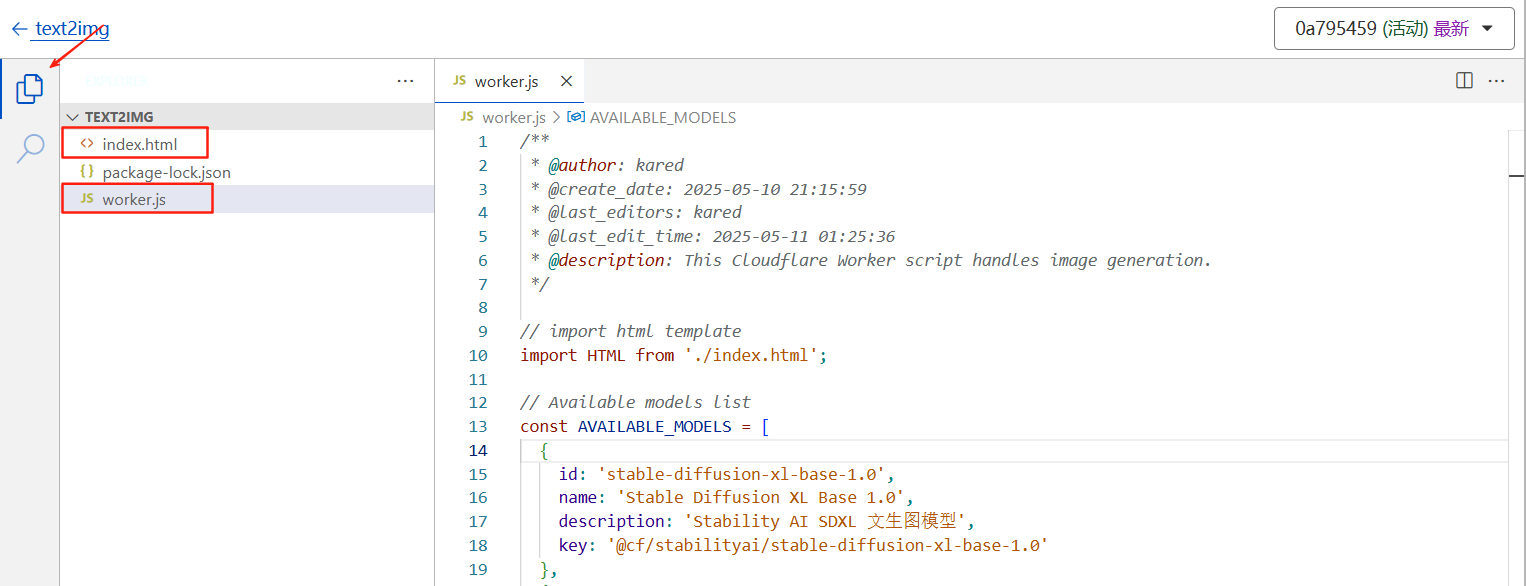 ← text2img
0a795459 (活动) 最新
EXPLORER
TEXT2IMG
<> index.html
{} package-lock.json
JS worker.js
JS worker.js
JS worker.js > AVAILABLE_MODELS
1 /**
2 * @author: kared
3 * @create_date: 2025-05-10 21:15:59
4 * @last_editors: kared
5 * @last_edit_time: 2025-05-11 01:25:36
6 * @description: This Cloudflare Worker script handles image generation.
7 */
8
9 // import html template
10 import HTML from './index.html';
11
12 // Available models list
13 const AVAILABLE_MODELS = [
14 {
15 id: 'stable-diffusion-xl-base-1.0',
16 name: 'Stable Diffusion XL Base 1.0',
17 description: 'Stability AI SDXL 文生图模型',
18 key: '@cf/stabilityai/stable-diffusion-xl-base-1.0'
19 },